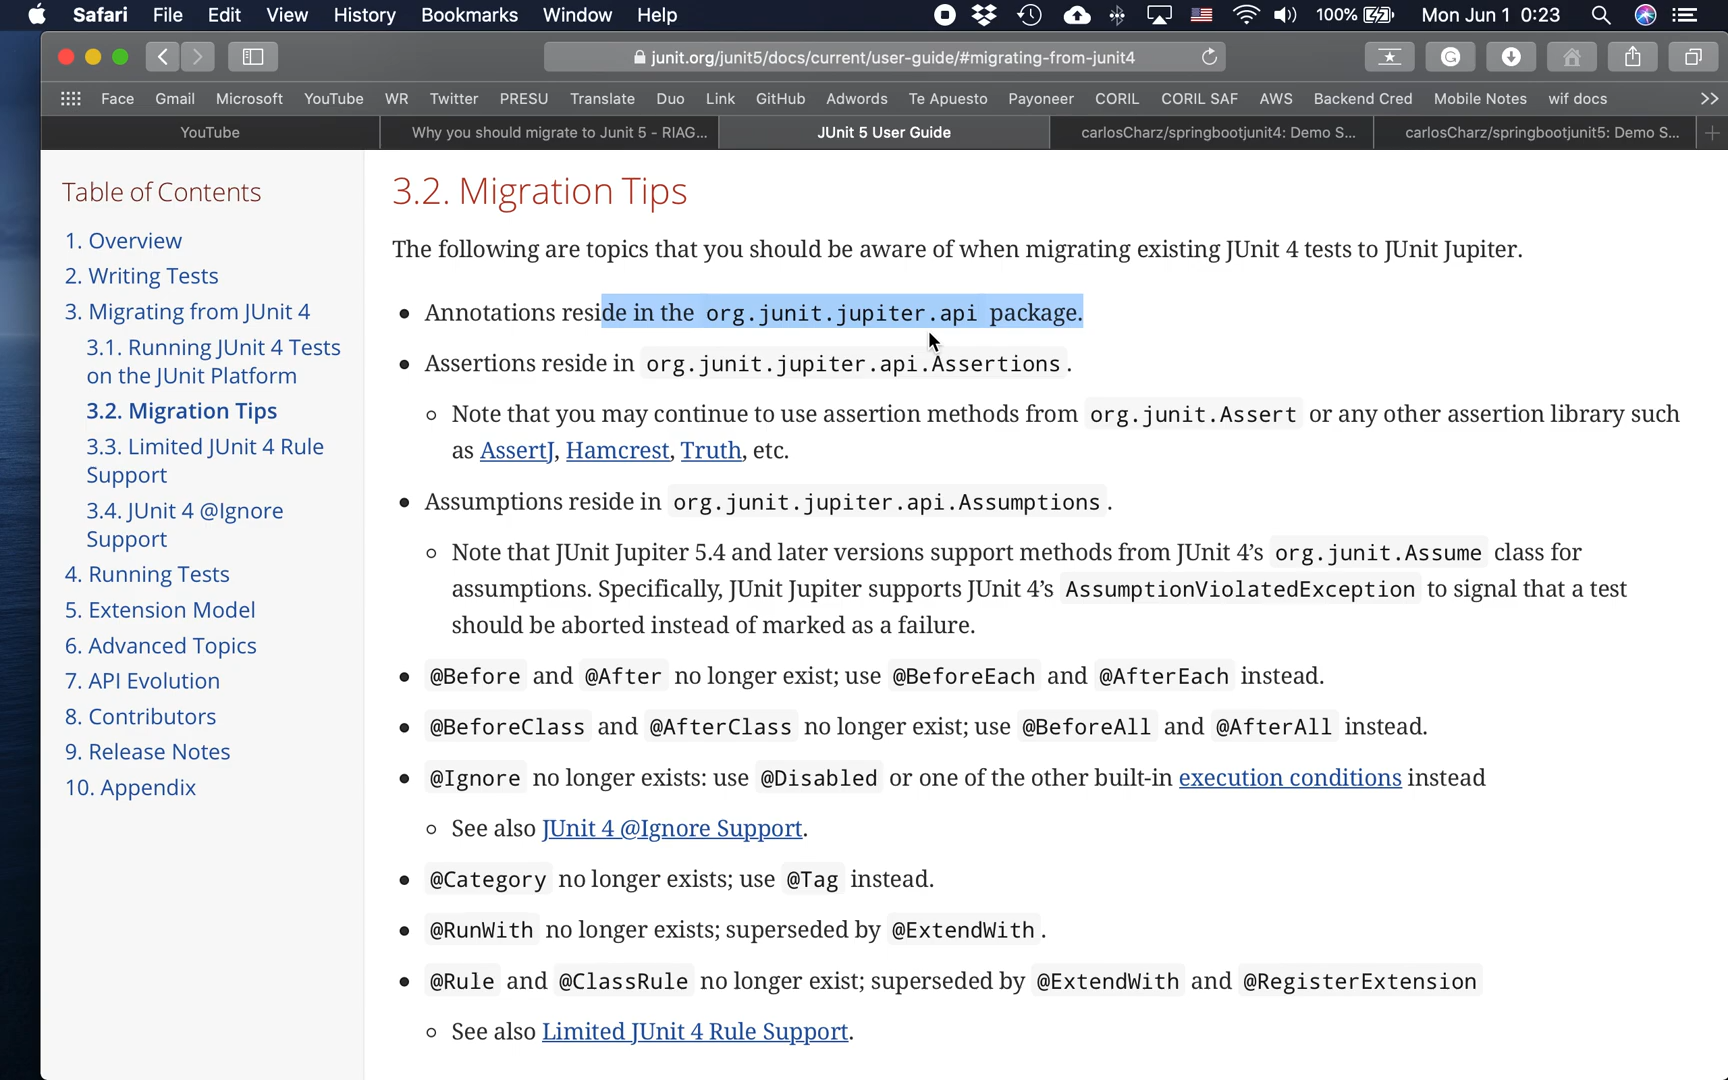 Safari File Edit View History Bookmarks Window Help 100% Mon Jun 1 0:23
junit.org/junit5/docs/current/user-guide/#migrating-from-junit4
Face Gmail Microsoft YouTube WR Twitter PRESU Translate Duo Link GitHub Adwords Te Apuesto Payoneer CORIL CORIL SAF AWS Backend Cred Mobile Notes wif docs
YouTube Why you should migrate to Junit 5 - RIAG... JUnit 5 User Guide carlosCharz/springbootjunit4: Demo S... carlosCharz/springbootjunit5: Demo S...
Table of Contents
1. Overview
2. Writing Tests
3. Migrating from JUnit 4
3.1. Running JUnit 4 Tests
on the JUnit Platform
3.2. Migration Tips
3.3. Limited JUnit 4 Rule
Support
3.4. JUnit 4 @Ignore
Support
4. Running Tests
5. Extension Model
6. Advanced Topics
7. API Evolution
8. Contributors
9. Release Notes
10. Appendix
3.2. Migration Tips
The following are topics that you should be aware of when migrating existing JUnit 4 tests to JUnit Jupiter.
• Annotations reside in the org.junit.jupiter.api package.
• Assertions reside in org.junit.jupiter.api.Assertions.
◦ Note that you may continue to use assertion methods from org.junit.Assert or any other assertion library such
as AssertJ, Hamcrest, Truth, etc.
• Assumptions reside in org.junit.jupiter.api.Assumptions.
◦ Note that JUnit Jupiter 5.4 and later versions support methods from JUnit 4’s org.junit.Assume class for
assumptions. Specifically, JUnit Jupiter supports JUnit 4’s AssumptionViolatedException to signal that a test
should be aborted instead of marked as a failure.
• @Before and @After no longer exist; use @BeforeEach and @AfterEach instead.
• @BeforeClass and @AfterClass no longer exist; use @BeforeAll and @AfterAll instead.
• @Ignore no longer exists: use @Disabled or one of the other built-in execution conditions instead
◦ See also JUnit 4 @Ignore Support.
• @Category no longer exists; use @Tag instead.
• @RunWith no longer exists; superseded by @ExtendWith.
• @Rule and @ClassRule no longer exist; superseded by @ExtendWith and @RegisterExtension
◦ See also Limited JUnit 4 Rule Support.